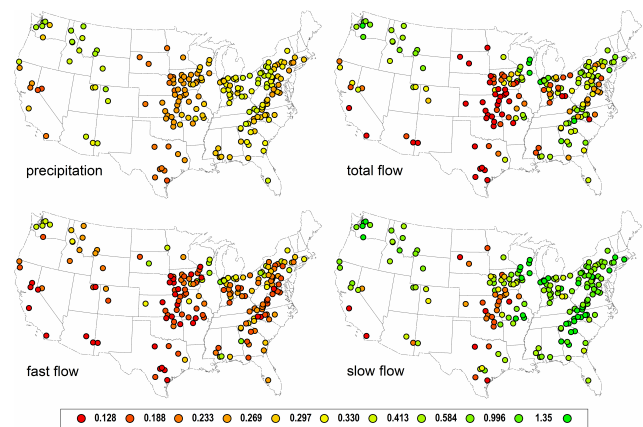 precipitation
total flow
fast flow
slow flow
0.128 0.188 0.233 0.269 0.297 0.330 0.413 0.584 0.996 1.35